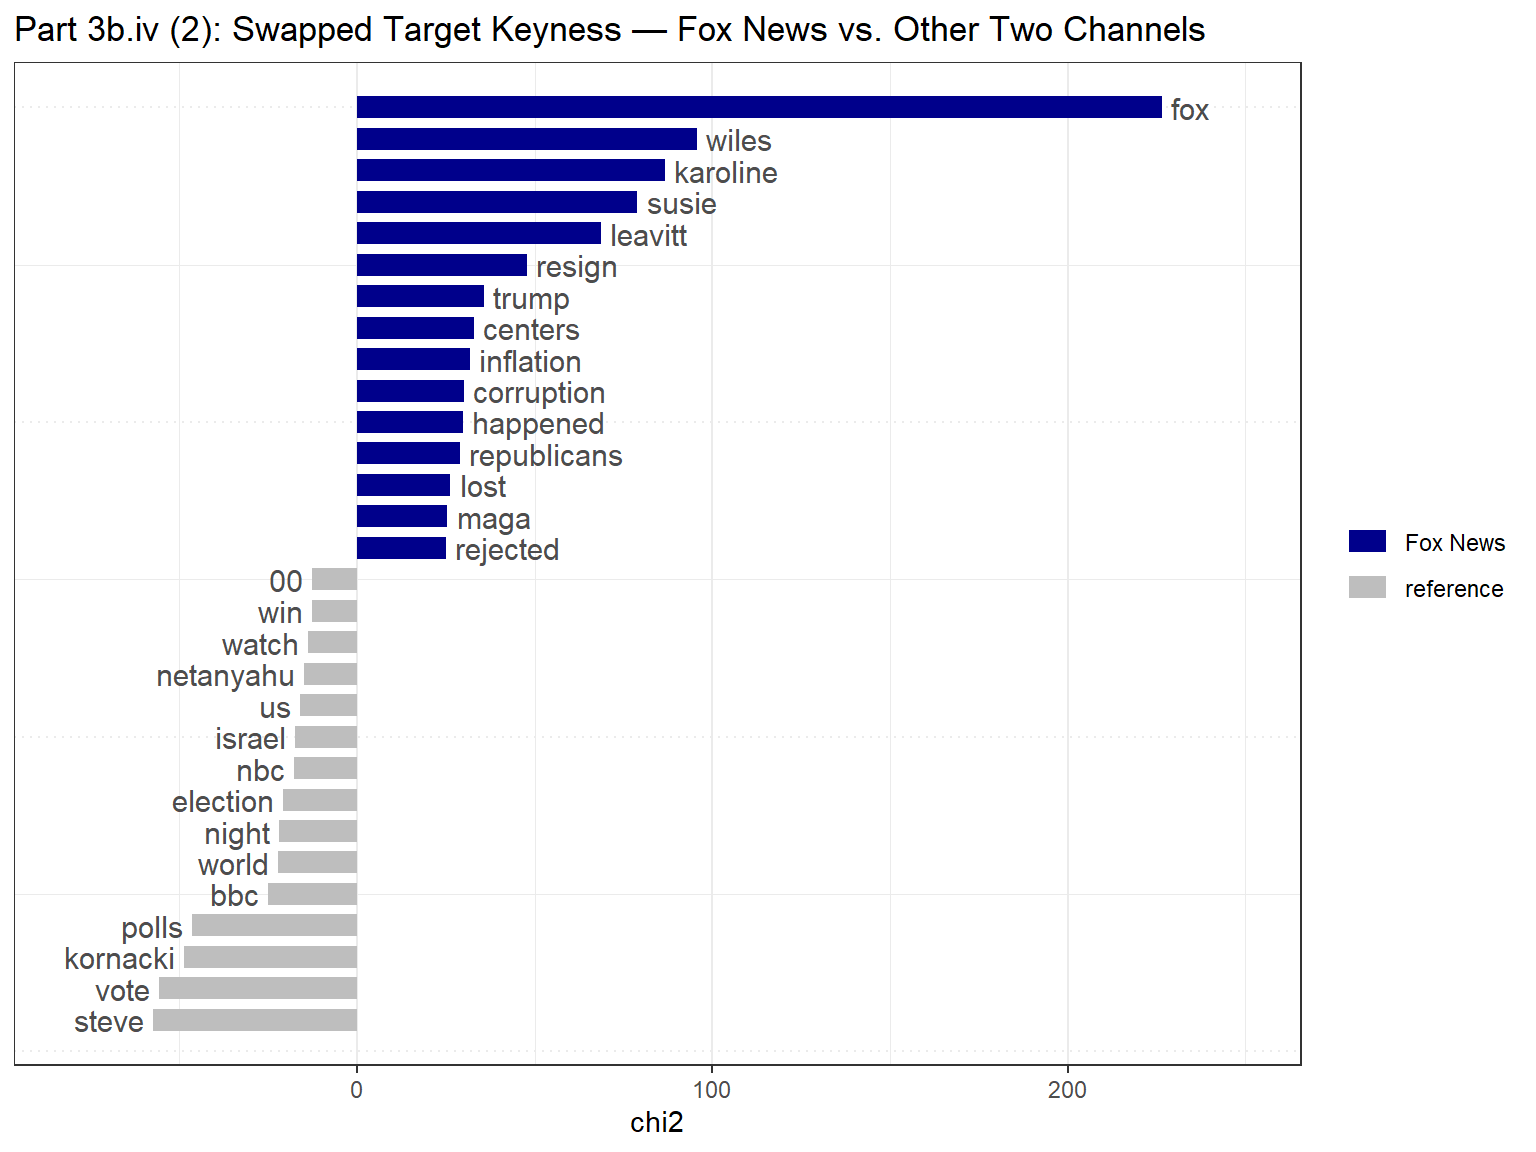 Part 3b.iv (2): Swapped Target Keyness — Fox News vs. Other Two Channels
fox
wiles
karoline
susie
leavitt
resign
trump
centers
inflation
corruption
happened
republicans
lost
maga
rejected
00
win
watch
netanyahu
us
israel
nbc
election
night
world
bbc
polls
kornacki
vote
steve
0 100 200
chi2
Fox News
reference